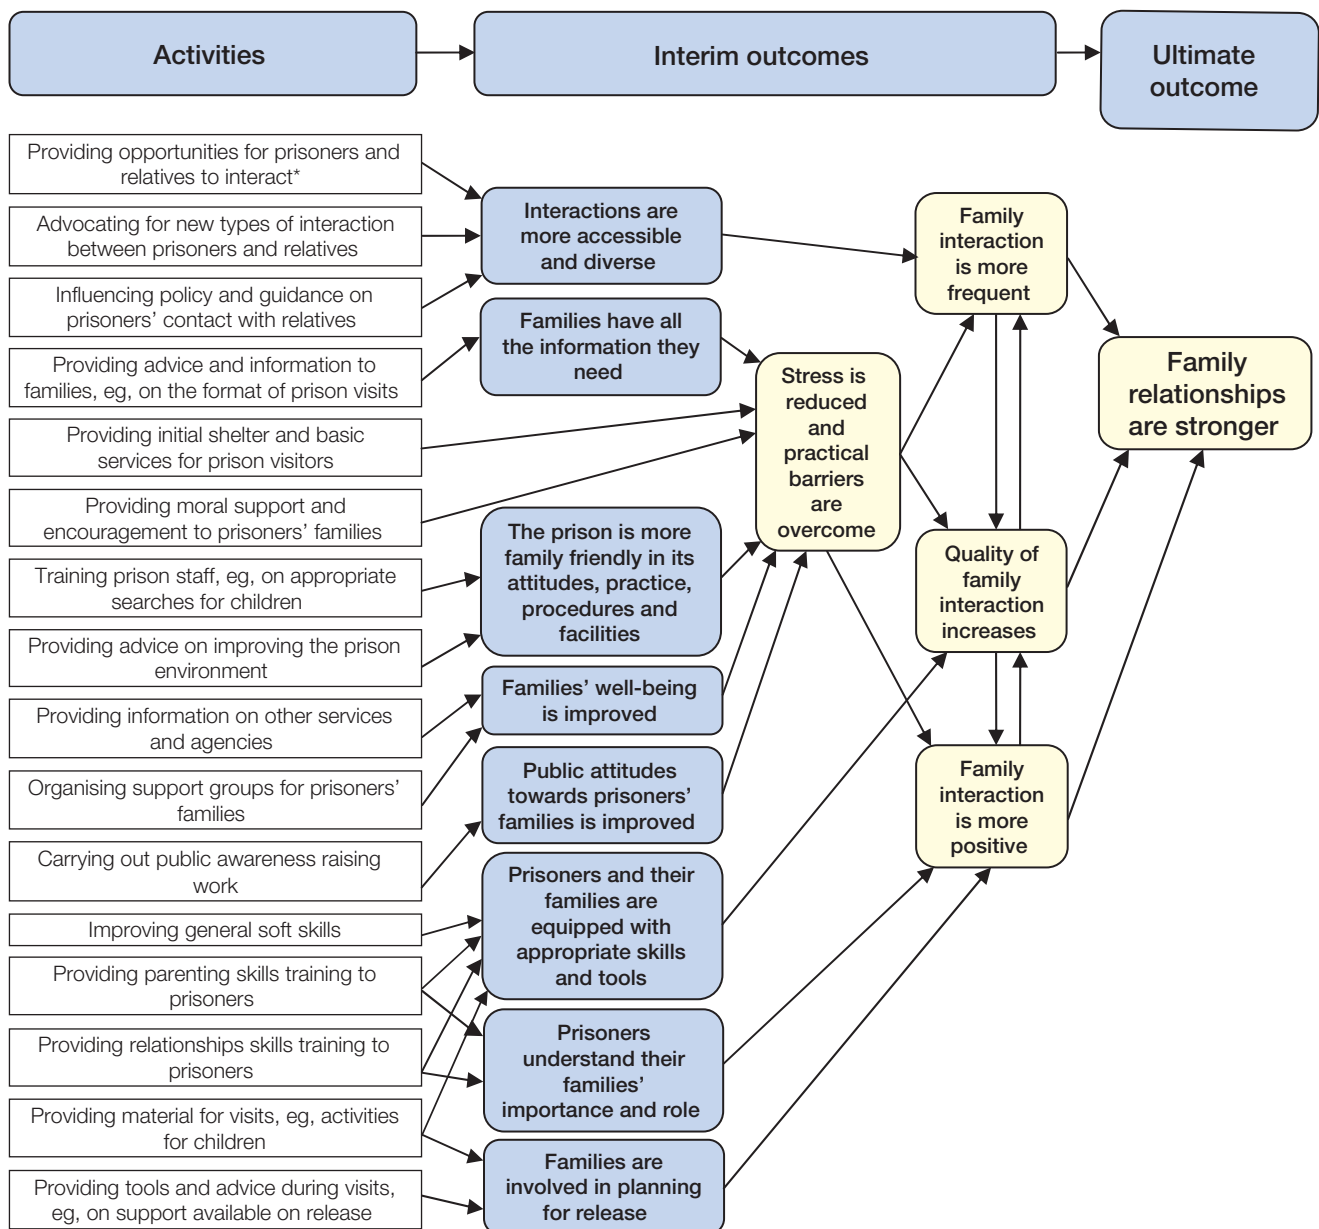 Activities
Interim outcomes
Ultimate
outcome
Providing opportunities for prisoners and
relatives to interact*
Advocating for new types of interaction
between prisoners and relatives
Influencing policy and guidance on
prisoners’ contact with relatives
Providing advice and information to
families, eg, on the format of prison visits
Providing initial shelter and basic
services for prison visitors
Providing moral support and
encouragement to prisoners’ families
Training prison staff, eg, on appropriate
searches for children
Providing advice on improving the prison
environment
Providing information on other services
and agencies
Organising support groups for prisoners’
families
Carrying out public awareness raising
work
Improving general soft skills
Providing parenting skills training to
prisoners
Providing relationships skills training to
prisoners
Providing material for visits, eg, activities
for children
Providing tools and advice during visits,
eg, on support available on release
Interactions are
more accessible
and diverse
Families have all
the information they
need
The prison is more
family friendly in its
attitudes, practice,
procedures and
facilities
Families’ well-being
is improved
Public attitudes
towards prisoners’
families is improved
Prisoners and their
families are
equipped with
appropriate skills
and tools
Prisoners
understand their
families’
importance and role
Families are
involved in planning
for release
Stress is
reduced
and
practical
barriers
are
overcome
Family
interaction
is more
frequent
Quality of
family
interaction
increases
Family
interaction
is more
positive
Family
relationships
are stronger